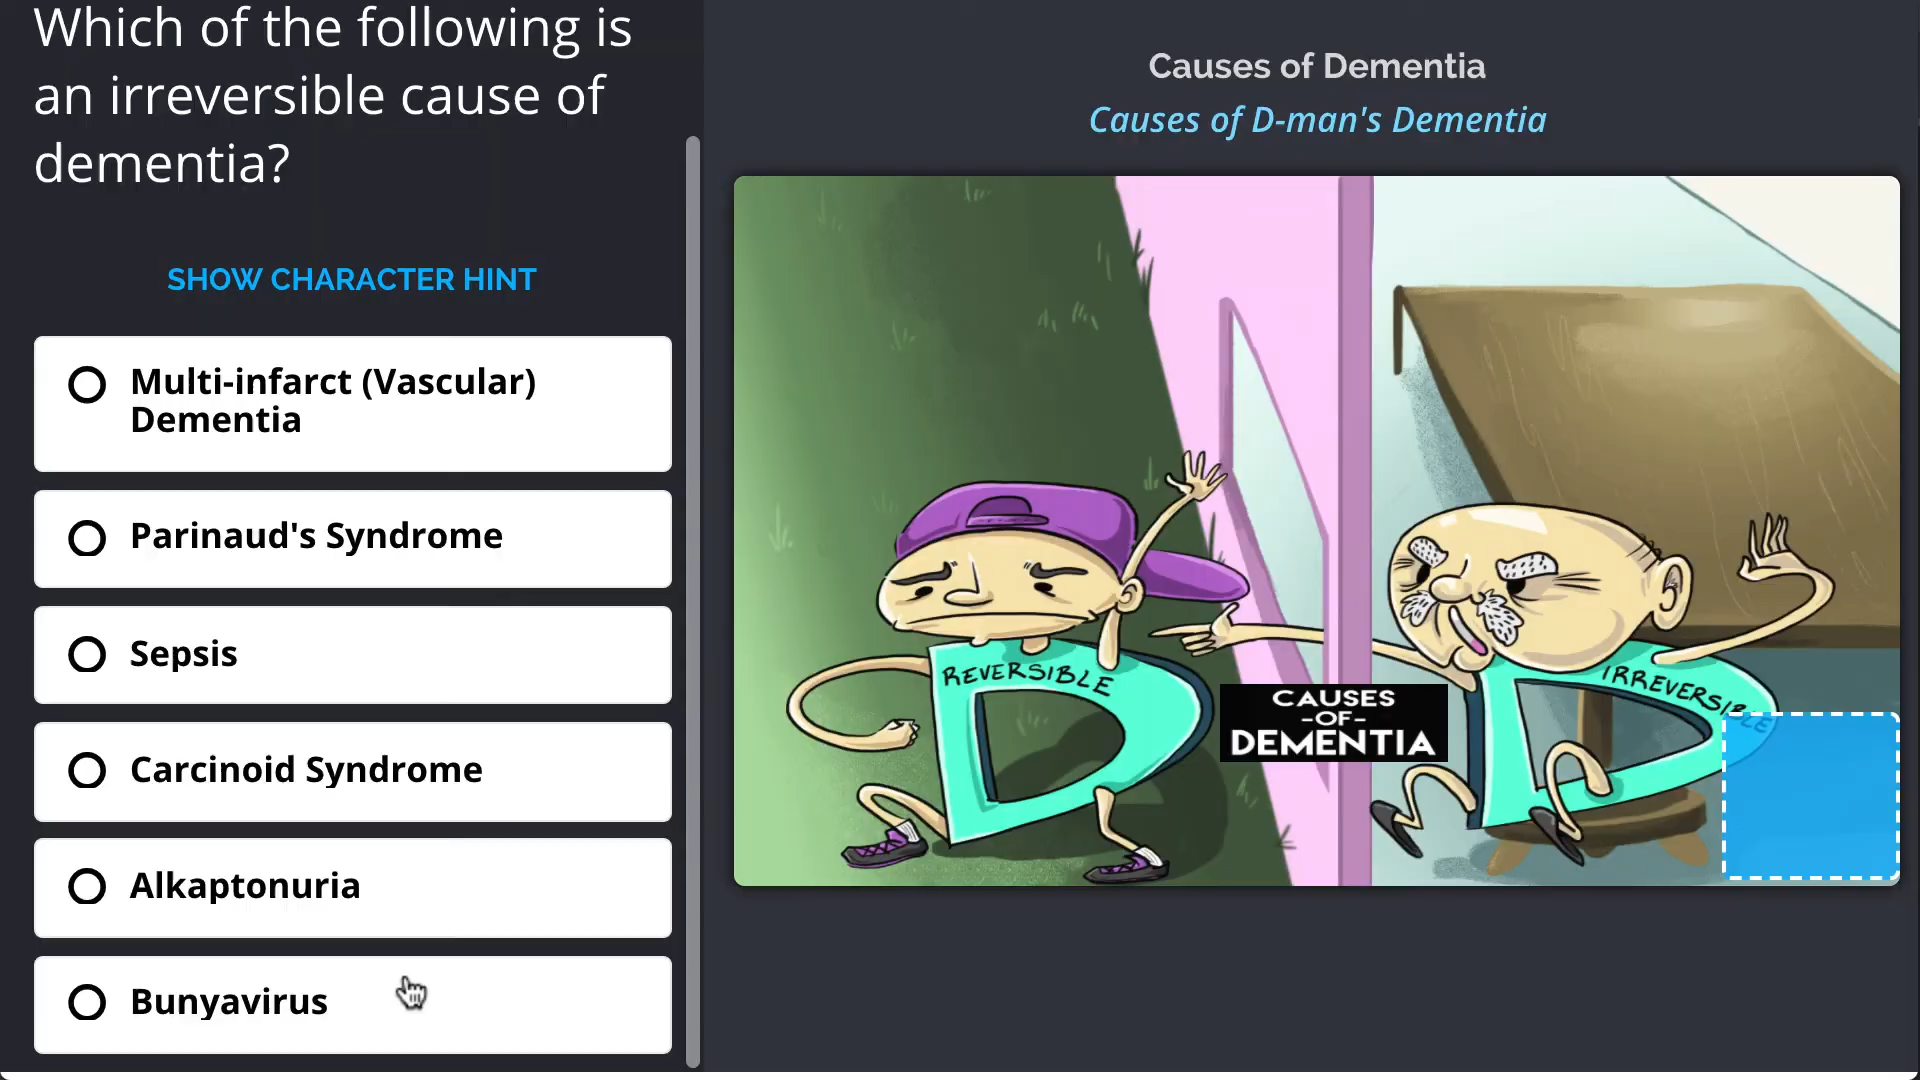 Which of the following is
an irreversible cause of
dementia?
SHOW CHARACTER HINT
Multi-infarct (Vascular)
Dementia
Parinaud's Syndrome
Sepsis
Carcinoid Syndrome
Alkaptonuria
Bunyavirus
Causes of Dementia
Causes of D-man's Dementia
REVERSIBLE
CAUSES
-OF-
DEMENTIA
IRREVERSIBLE